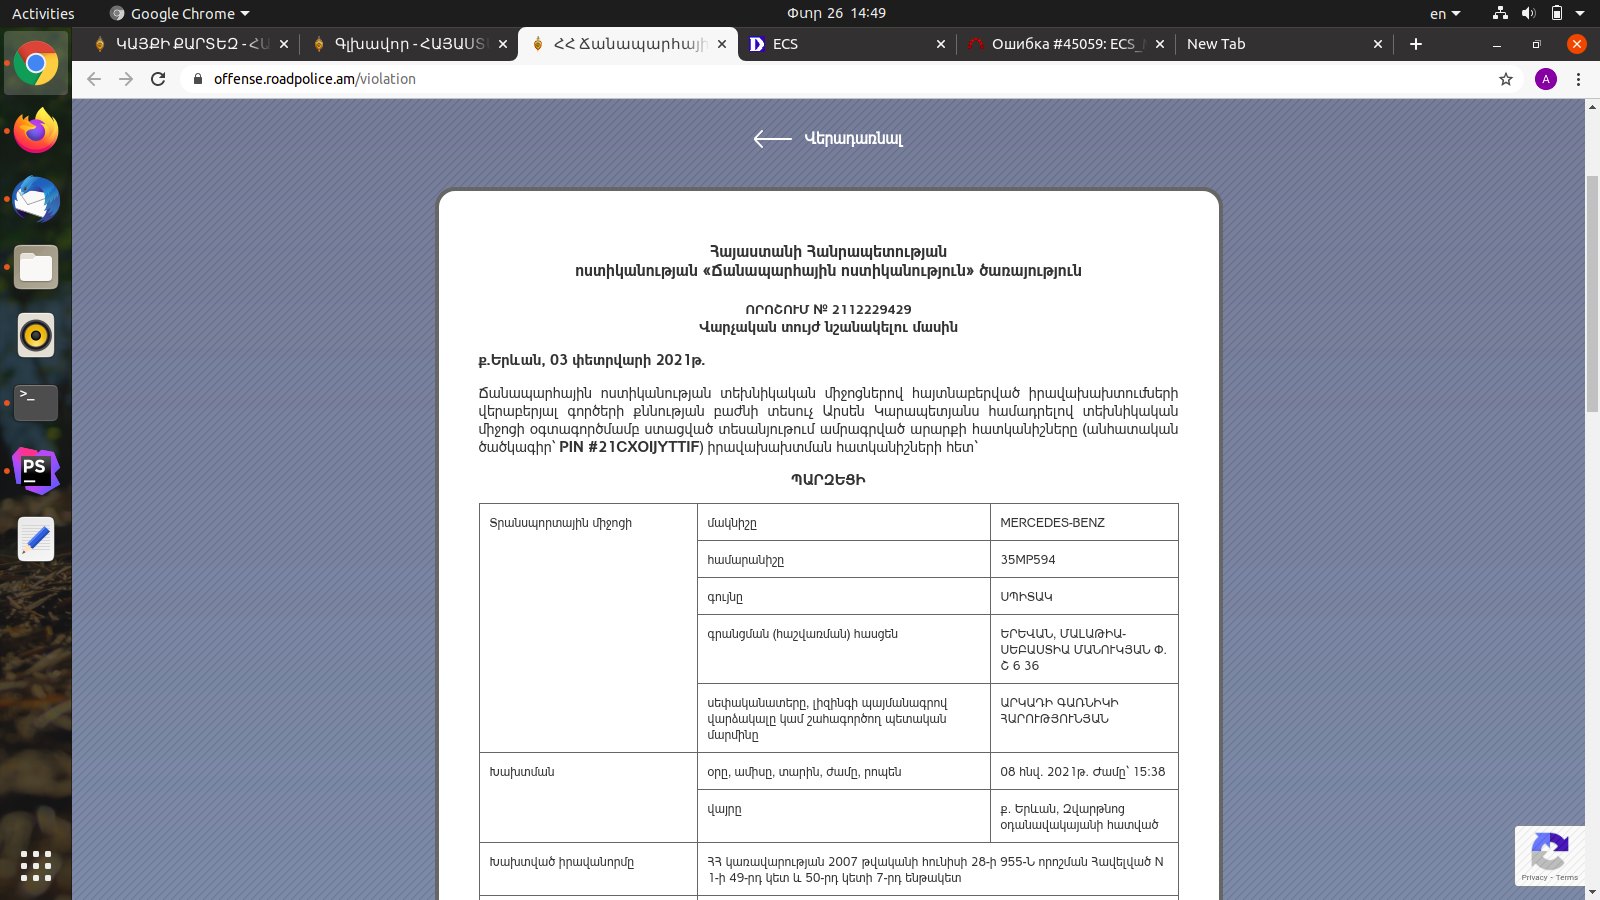 Activities
Google Chrome
Փտր 26 14:49
en
ԿԱՅՔԻ ՔԱՐՏԵԶ - ՀԱ
Գլխավոր - ՀԱՅԱՍՏ
ՀՀ Ճանապարհայի
ECS
Ошибка #45059: ECS_
New Tab
offense.roadpolice.am/violation
A
Վերադառնալ
Հայաստանի Հանրապետության
ոստիկանության «Ճանապարհային ոստիկանություն» ծառայություն
ՈՐՈՇՈՒՄ № 2112229429
Վարչական տույժ նշանակելու մասին
ք.Երևան, 03 փետրվարի 2021թ.
Ճանապարհային ոստիկանության տեխնիկական միջոցներով հայտնաբերված իրավախախտումների
վերաբերյալ գործերի քննության բաժնի տեսուչ Արսեն Կարապետյանս համադրելով տեխնիկական
միջոցի օգտագործմամբ ստացված տեսանյութում ամրագրված արարքի հատկանիշները (անհատական
ծածկագիր՝ PIN #21CXOIJYTTIF) իրավախախտման հատկանիշների հետ՝
ՊԱՐԶԵՑԻ
Տրանսպորտային միջոցի
մակնիշը
MERCEDES-BENZ
համարանիշը
35MP594
գույնը
ՍՊԻՏԱԿ
գրանցման (հաշվառման) հասցեն
ԵՐԵՎԱՆ, ՄԱԼԱԹԻԱ-
ՍԵԲԱՍՏԻԱ ՄԱՆՈՒԿՅԱՆ Փ.
Շ 6 36
սեփականատերը, լիզինգի պայմանագրով
վարձակալը կամ շահագործող պետական
մարմինը
ԱՐԿԱԴԻ ԳԱՌՆԻԿԻ
ՀԱՐՈՒԹՅՈՒՆՅԱՆ
Խախտման
օրը, ամիսը, տարին, ժամը, րոպեն
08 հնվ. 2021թ. Ժամը՝ 15:38
վայրը
ք. Երևան, Զվարթնոց
օդանավակայանի հատված
Խախտված իրավանորմը
ՀՀ կառավարության 2007 թվականի հունիսի 28-ի 955-Ն որոշման Հավելված N
1-ի 49-րդ կետ և 50-րդ կետի 7-րդ ենթակետ
Privacy - Terms
>_
PS